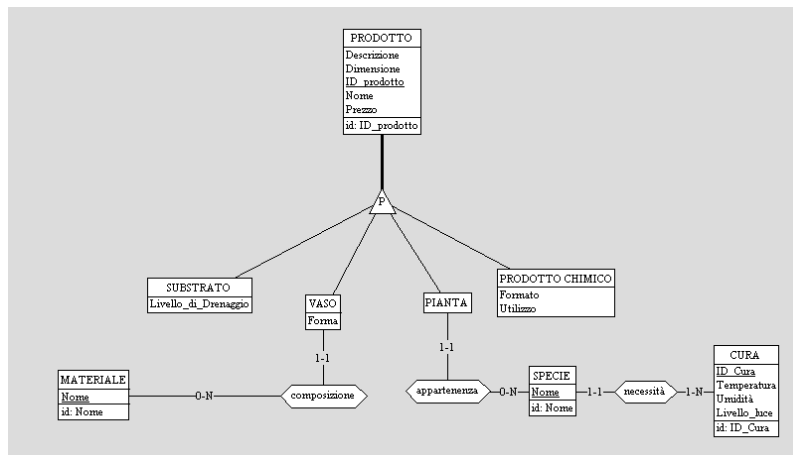 PRODOTTO
Descrizione
Dimensione
ID_prodotto
Nome
Prezzo
id: ID_prodotto
P
SUBSTRATO
Livello_di_Drenaggio
VASO
Forma
PIANTA
PRODOTTO CHIMICO
Formato
Utilizzo
1-1
1-1
MATERIALE
Nome
id: Nome
0-N
composizione
appartenenza
0-N
SPECIE
Nome
id: Nome
1-1
necessità
1-N
CURA
ID_Cura
Temperatura
Umidità
Livello_luce
id: ID_Cura